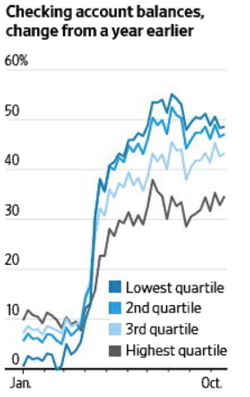 Checking account balances,
change from a year earlier
60%
50
40
30
20
10
0
Lowest quartile
2nd quartile
3rd quartile
Highest quartile
Jan.
Oct.